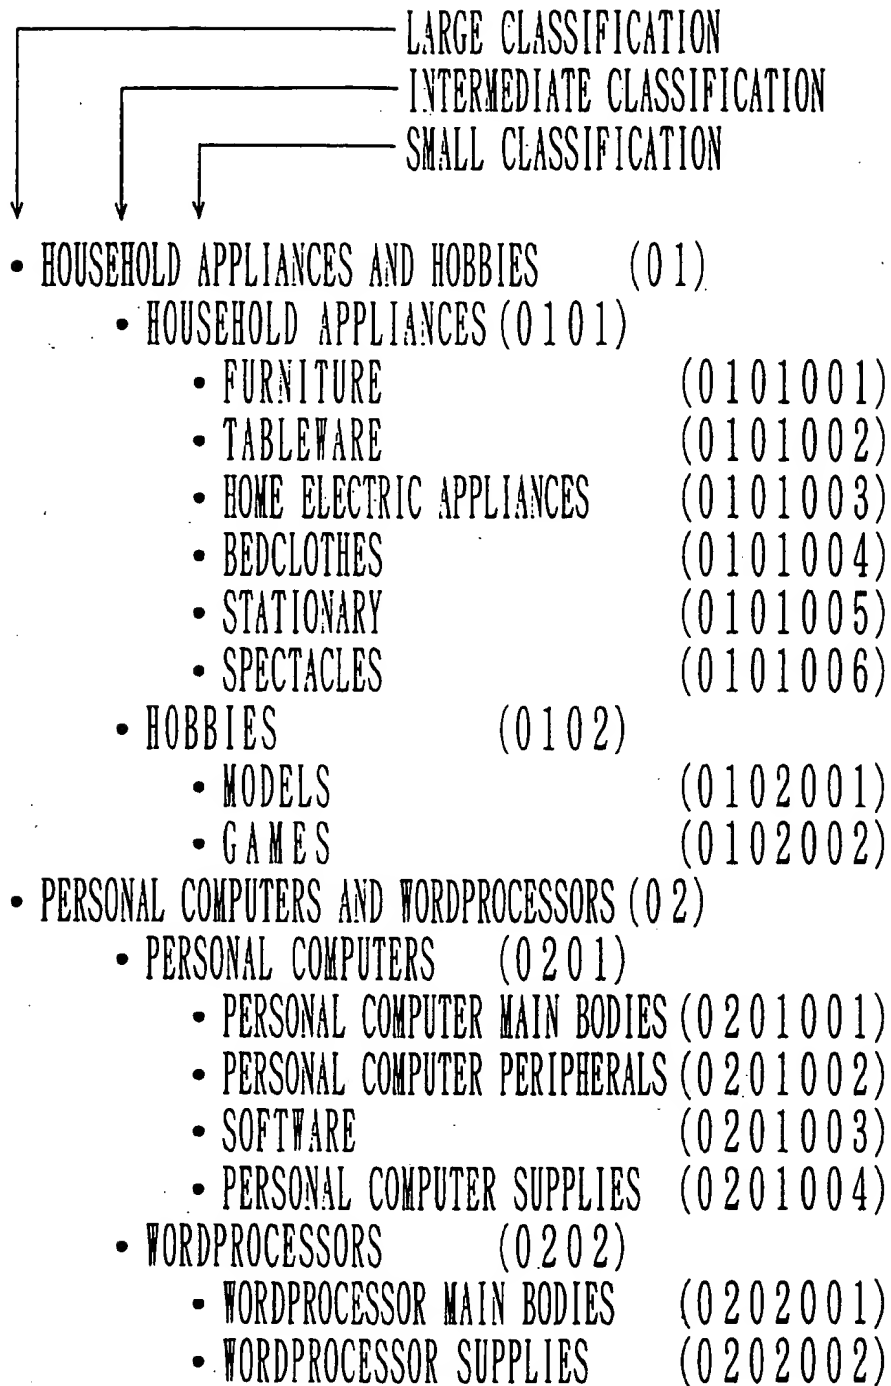 LARGE CLASSIFICATION
INTERMEDIATE CLASSIFICATION
SMALL CLASSIFICATION
• HOUSEHOLD APPLIANCES AND HOBBIES (01)
• HOUSEHOLD APPLIANCES (0101)
• FURNITURE (0101001)
• TABLEWARE (0101002)
• HOME ELECTRIC APPLIANCES (0101003)
• BEDCLOTHES (0101004)
• STATIONARY (0101005)
• SPECTACLES (0101006)
• HOBBIES (0102)
• MODELS (0102001)
• GAMES (0102002)
• PERSONAL COMPUTERS AND WORDPROCESSORS (02)
• PERSONAL COMPUTERS (0201)
• PERSONAL COMPUTER MAIN BODIES (0201001)
• PERSONAL COMPUTER PERIPHERALS (0201002)
• SOFTWARE (0201003)
• PERSONAL COMPUTER SUPPLIES (0201004)
• WORDPROCESSORS (0202)
• WORDPROCESSOR MAIN BODIES (0202001)
• WORDPROCESSOR SUPPLIES (0202002)